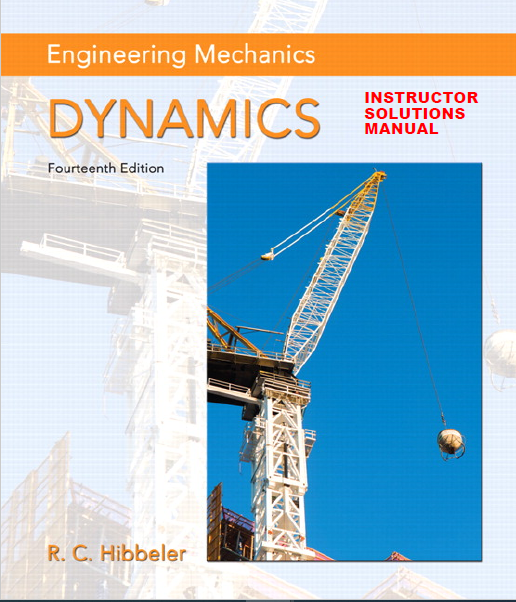 Engineering Mechanics
DYNAMICS
INSTRUCTOR
SOLUTIONS
MANUAL
Fourteenth Edition
R. C. Hibbeler